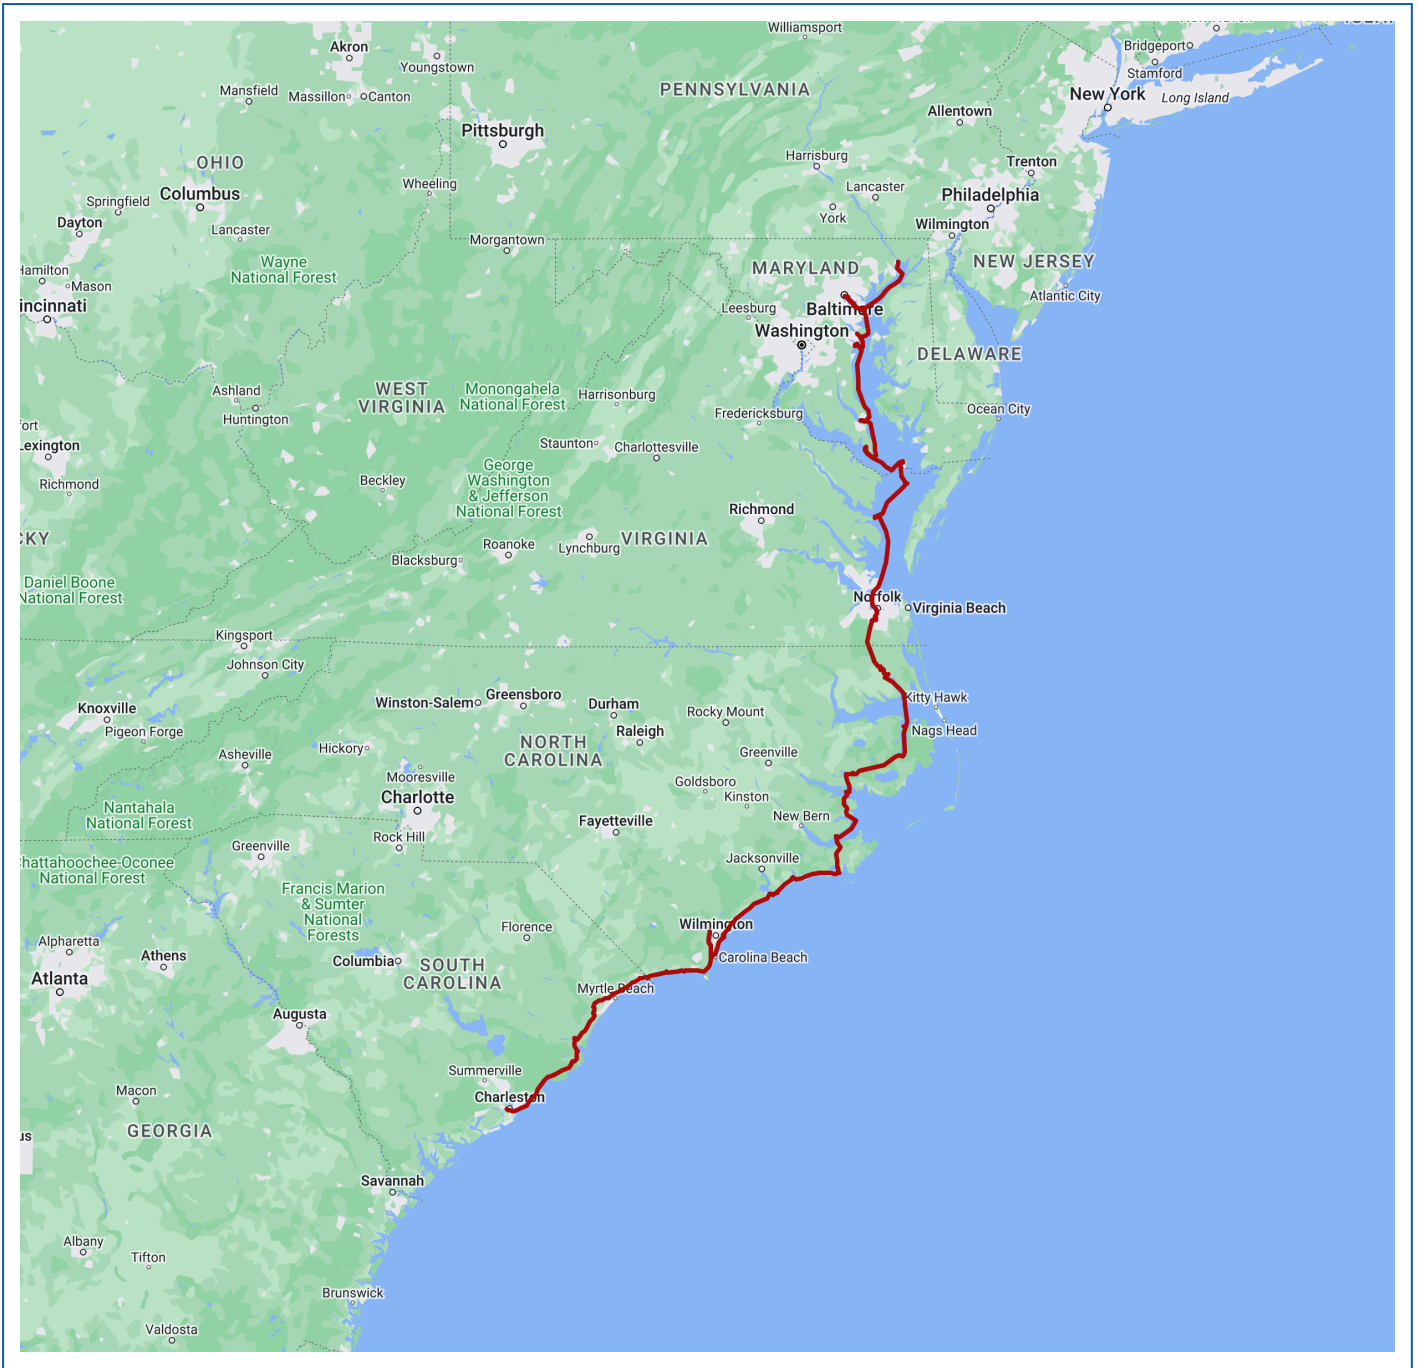 Williamsport
Akron
Youngstown
Bridgeport
Stamford
Mansfield
Massillon
Canton
PENNSYLVANIA
New York
Long Island
Allentown
Pittsburgh
OHIO
Harrisburg
Trenton
Wheeling
Lancaster
Philadelphia
Columbus
Springfield
York
Dayton
Lancaster
Wilmington
Morgantown
Wayne
National Forest
MARYLAND
NEW JERSEY
Hamilton
Mason
Atlantic City
incinnati
Leesburg
Baltimore
Washington
DELAWARE
WEST
VIRGINIA
Monongahela
National Forest
Harrisonburg
Ashland
Huntington
Fredericksburg
Ocean City
fort
Lexington
Staunton
Charlottesville
George
Washington
& Jefferson
National Forest
Richmond
Beckley
Richmond
CKY
VIRGINIA
Roanoke
Lynchburg
Blacksburg
Daniel Boone
National Forest
Norfolk
Virginia Beach
Kingsport
Johnson City
Winston-Salem
Greensboro
Durham
Rocky Mount
Kitty Hawk
Knoxville
Pigeon Forge
Raleigh
Nags Head
Asheville
Hickory
NORTH
CAROLINA
Greenville
Mooresville
Goldsboro
Kinston
Charlotte
Nantahala
National Forest
New Bern
Fayetteville
Rock Hill
Greenville
Chattahoochee-Oconee
National Forest
Jacksonville
Francis Marion
& Sumter
National
Forests
Florence
Wilmington
Alpharetta
Athens
Columbia
SOUTH
CAROLINA
Carolina Beach
Atlanta
Myrtle Beach
Augusta
Summerville
Macon
Charleston
GEORGIA
us
Savannah
Albany
Tifton
Brunswick
Valdosta